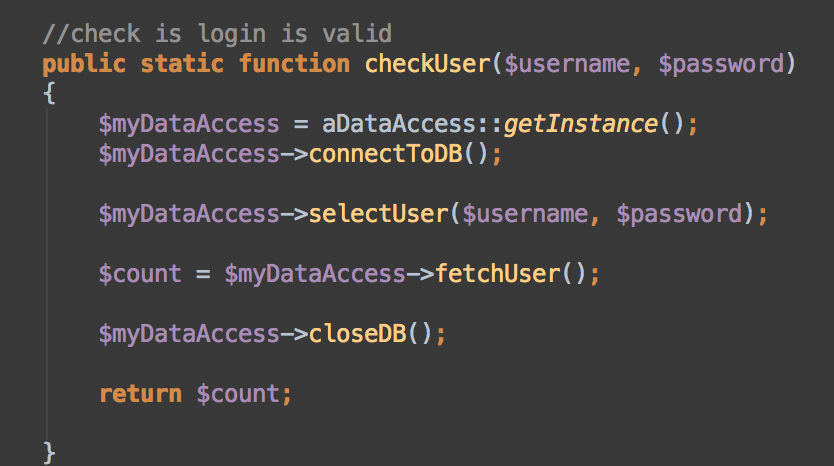 //check is login is valid
public static function checkUser($username, $password)
{
$myDataAccess = aDataAccess::getInstance();
$myDataAccess->connectToDB();
$myDataAccess->selectUser($username, $password);
$count = $myDataAccess->fetchUser();
$myDataAccess->closeDB();
return $count;
}